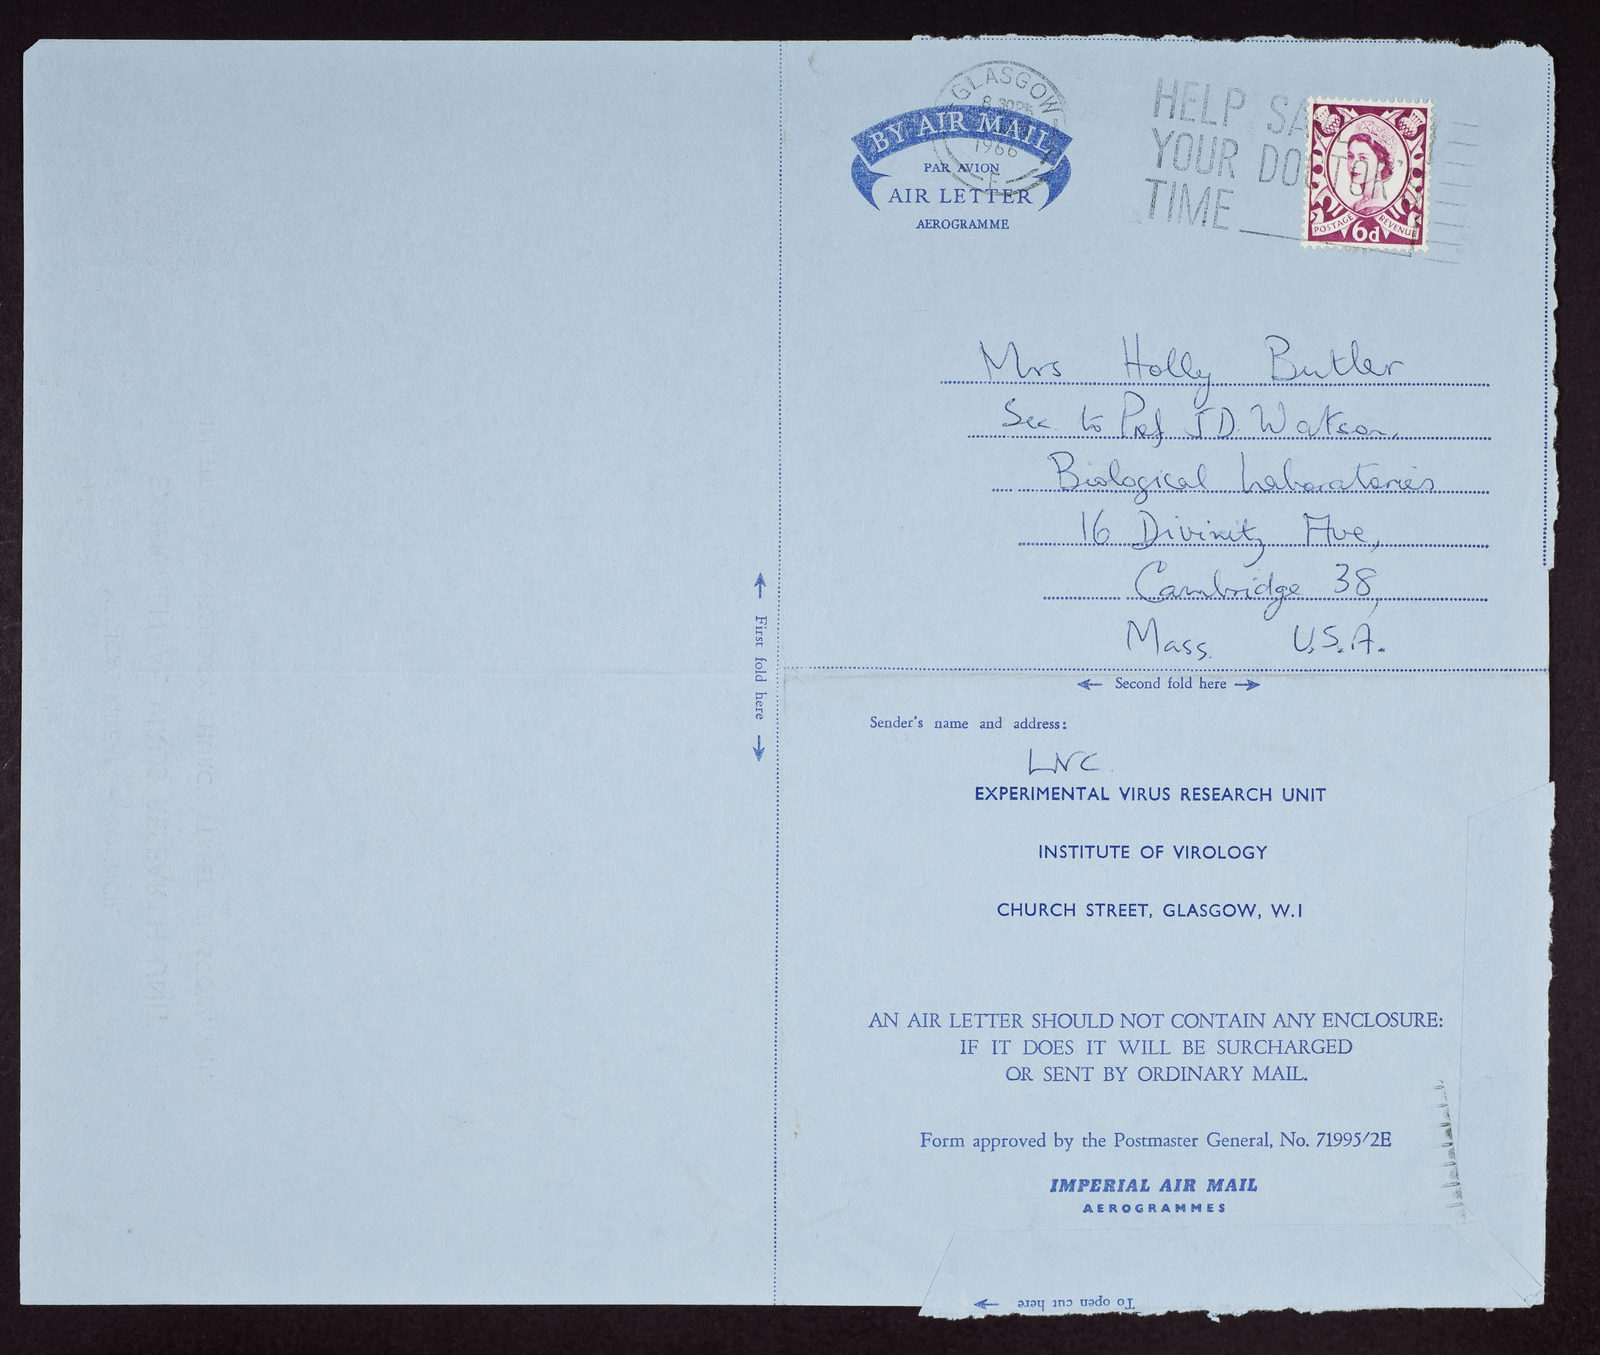 GLASGOW
1966
F
HELP SA
YOUR DOCTOR'
TIME
BY AIR MAIL
PAR AVION
AIR LETTER
AEROGRAMME
POSTAGE REVENUE
6d
Mrs Holly Butler
Sec to Prof J.D. Watson,
Biological Laboratories
16 Divinity Ave,
Cambridge 38,
Mass. U.S.A.
First fold here
Second fold here
Sender's name and address:
LVC
EXPERIMENTAL VIRUS RESEARCH UNIT
INSTITUTE OF VIROLOGY
CHURCH STREET, GLASGOW, W.1
AN AIR LETTER SHOULD NOT CONTAIN ANY ENCLOSURE:
IF IT DOES IT WILL BE SURCHARGED
OR SENT BY ORDINARY MAIL.
Form approved by the Postmaster General, No. 71995/2E
IMPERIAL AIR MAIL
AEROGRAMMES
To open cut here